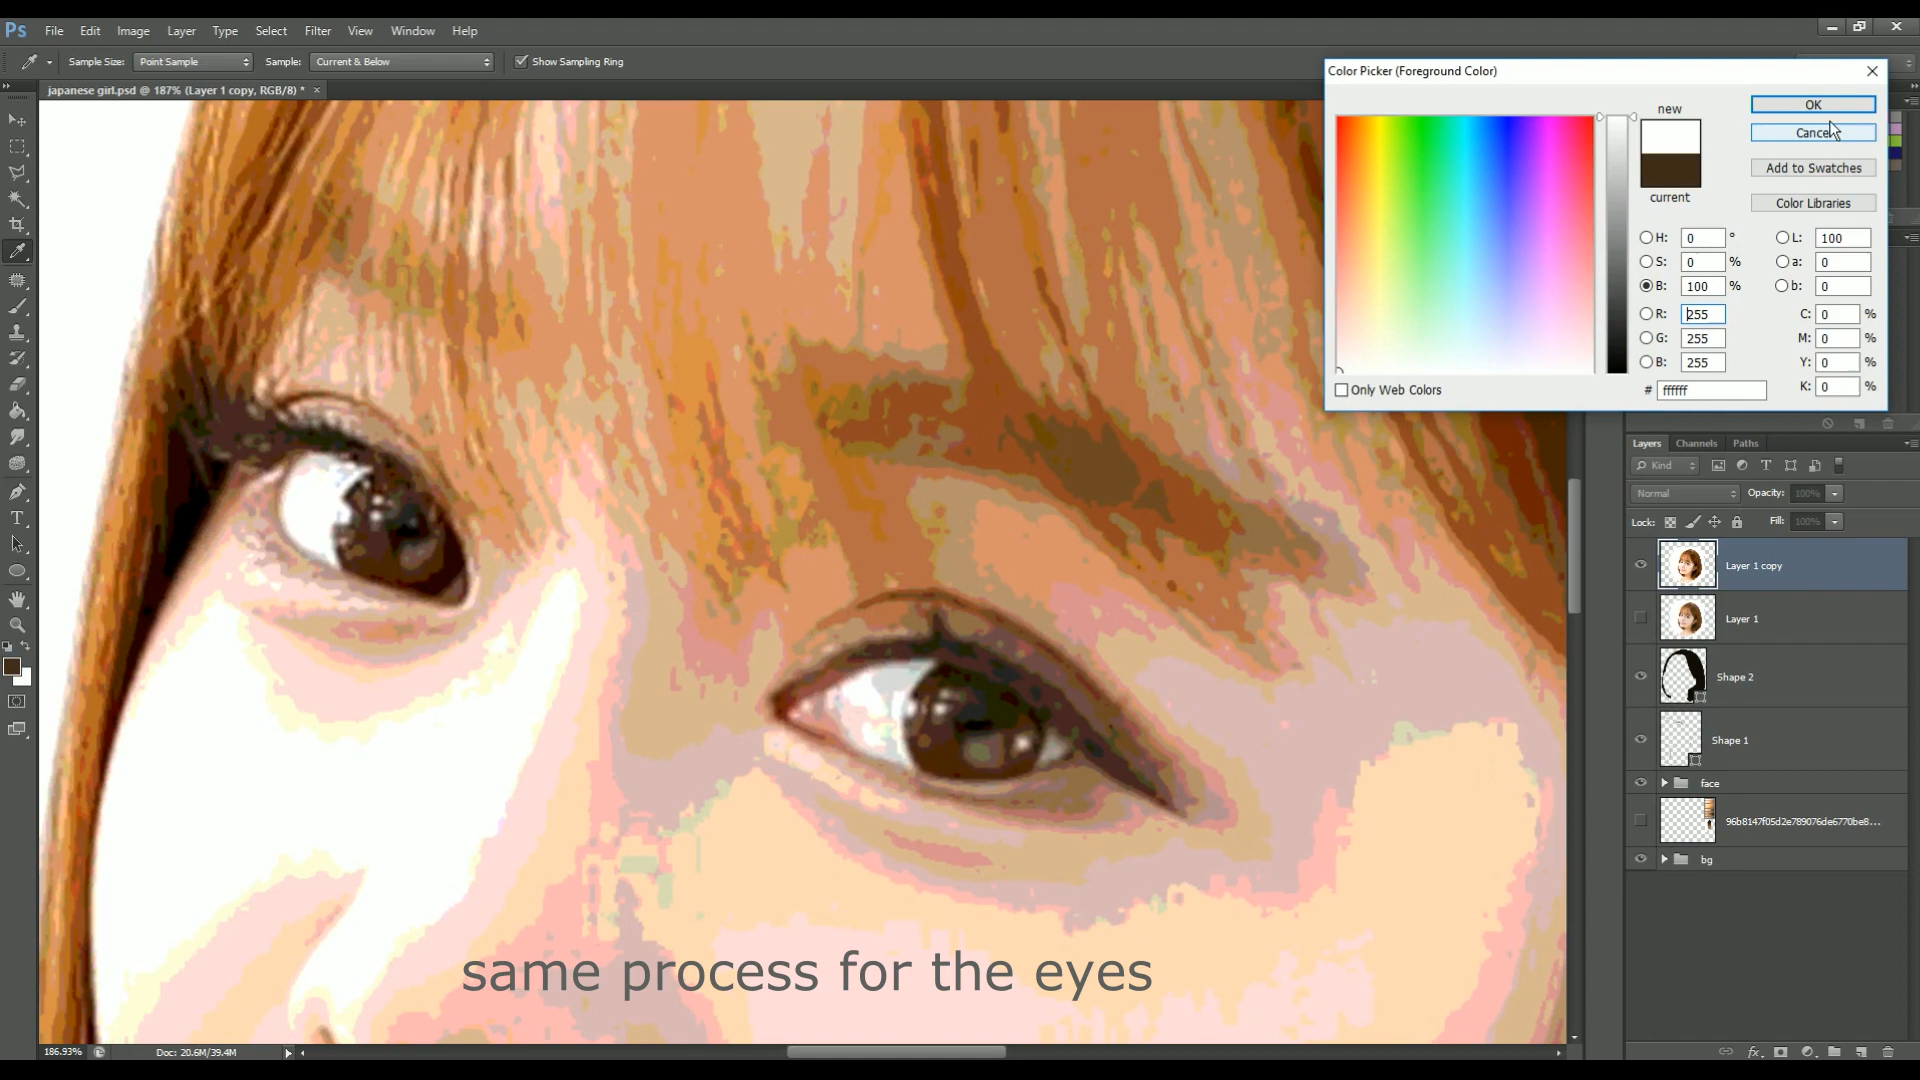 Ps File Edit Image Layer Type Select Filter View Window Help
Sample Size: Point Sample Sample: Current & Below Show Sampling Ring
japanese girl.psd @ 187% (Layer 1 copy, RGB/8) * ×
Color Picker (Foreground Color)
new
current
OK
Cancel
Add to Swatches
Color Libraries
H: 0 ° L: 100
S: 0 % a: 0
B: 100 % b: 0
R: 255 C: 0 %
G: 255 M: 0 %
B: 255 Y: 0 %
# ffffff K: 0 %
Only Web Colors
Layers Channels Paths
Kind
Normal Opacity: 100%
Lock: Fill: 100%
Layer 1 copy
Layer 1
Shape 2
Shape 1
face
96b8147f05d2e789076de6770be8...
bg
same process for the eyes
186.93% Doc: 20.6M/39.4M